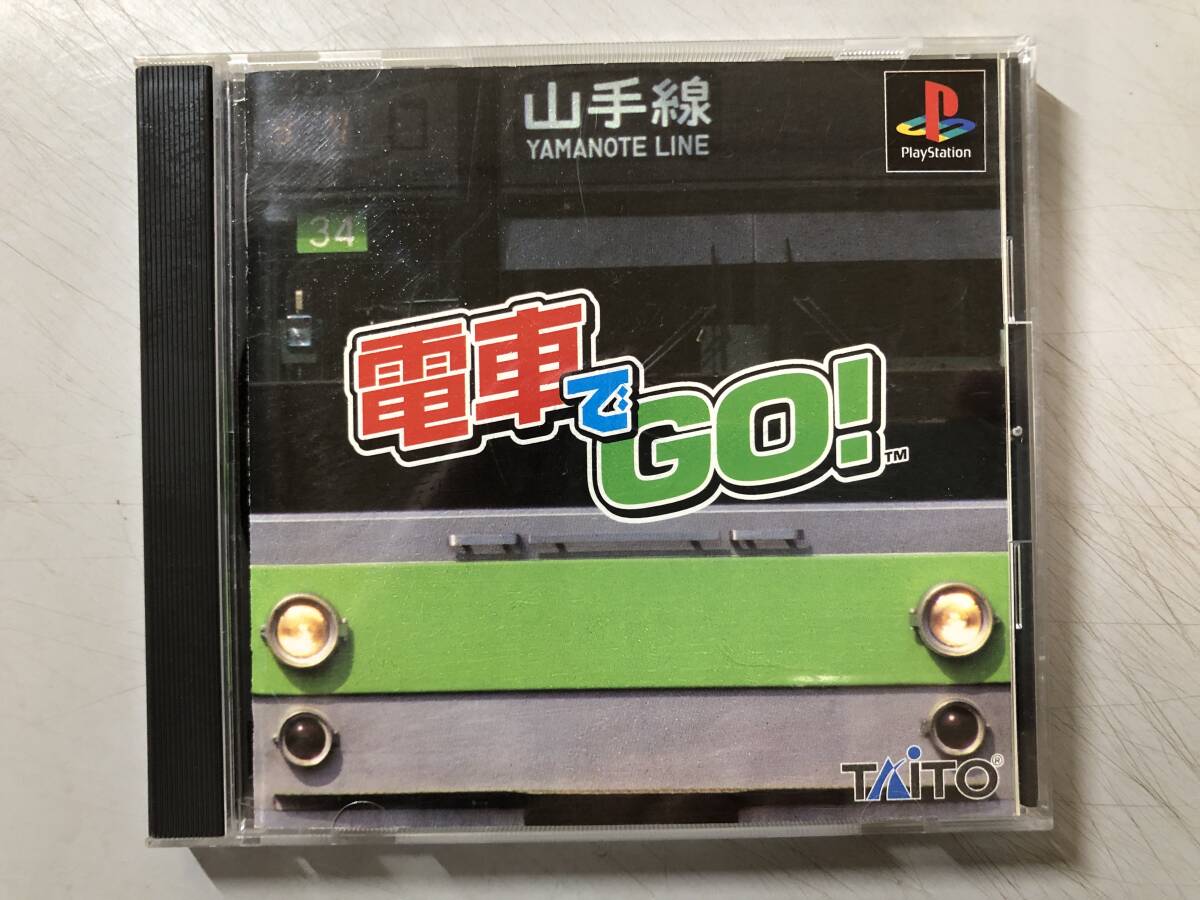 山手線
YAMANOTE LINE
PlayStation
34
電車でGO!™
TAITO®